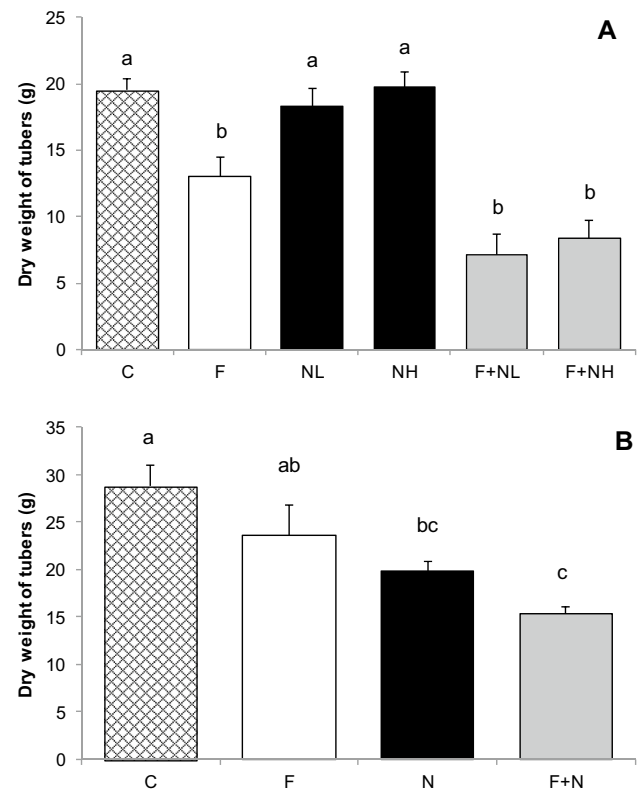 A
Dry weight of tubers (g)
25
20
15
10
5
0
a
b
a
a
b
b
C F NL NH F+NL F+NH
B
Dry weight of tubers (g)
35
30
25
20
15
10
5
0
a
ab
bc
c
C F N F+N